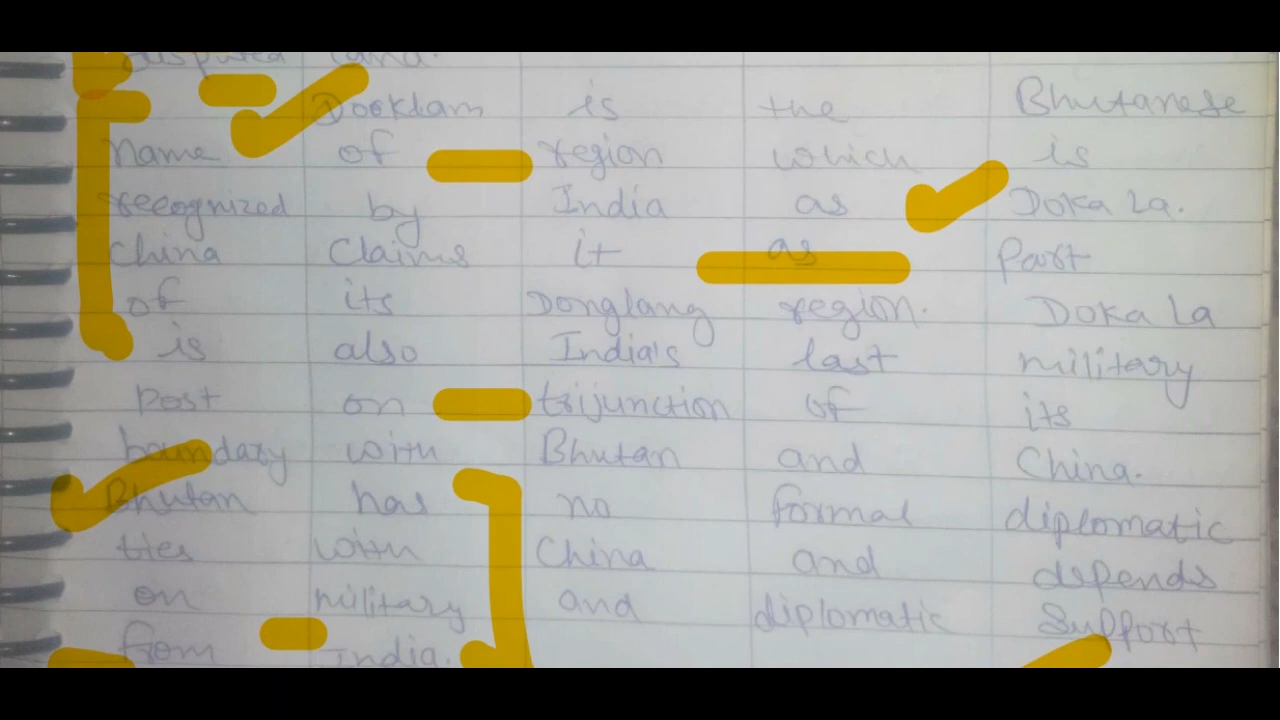 disputed land.
Dookdam is the Bhutanese
name of region which is
recognized by India as Doka La.
China Claims it as Part
of its Donglang region. Doka La
is also India's last military
Post on trijunction of its
boundary with Bhutan and China.
Bhutan has no formal diplomatic
ties with China and depends
on military and diplomatic Support
from India.